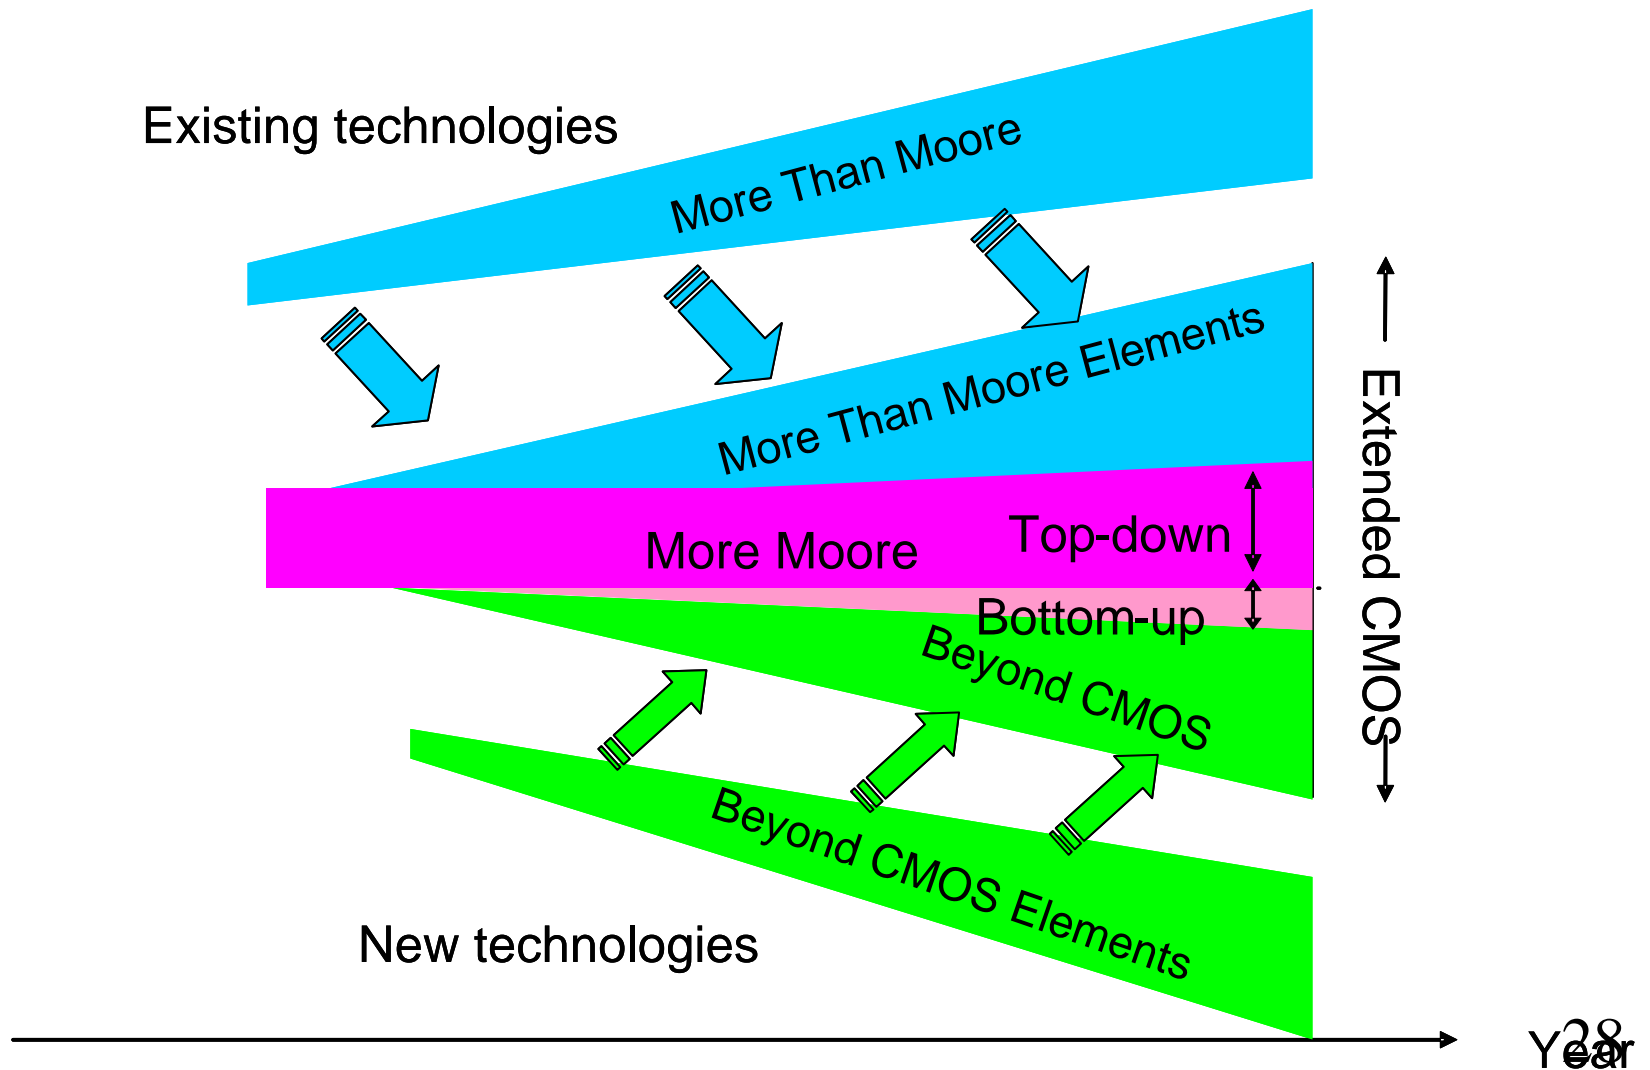 Existing technologies
More Than Moore
More Than Moore Elements
Extended CMOS
Top-down
More Moore
Bottom-up
Beyond CMOS
Beyond CMOS Elements
New technologies
Year
28